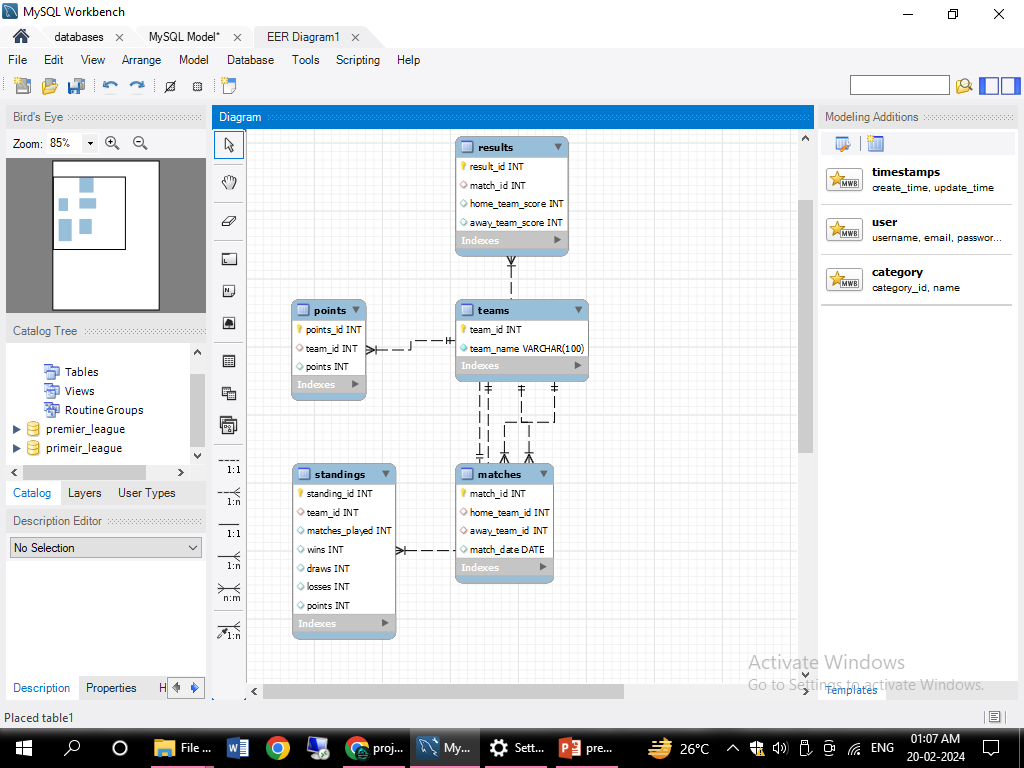 MySQL Workbench
databases
MySQL Model*
EER Diagram1
File Edit View Arrange Model Database Tools Scripting Help
Bird's Eye
Zoom: 85%
Catalog Tree
Tables
Views
Routine Groups
premier_league
primeir_league
Catalog Layers User Types
Description Editor
No Selection
Description Properties H
Placed table1
Diagram
1:1
1:n
1:1
1:n
n:m
1:n
results
result_id INT
match_id INT
home_team_score INT
away_team_score INT
Indexes
points
points_id INT
team_id INT
points INT
Indexes
teams
team_id INT
team_name VARCHAR(100)
Indexes
standings
standing_id INT
team_id INT
matches_played INT
wins INT
draws INT
losses INT
points INT
Indexes
matches
match_id INT
home_team_id INT
away_team_id INT
match_date DATE
Indexes
Modeling Additions
MWB
timestamps
create_time, update_time
MWB
user
username, email, passwor...
MWB
category
category_id, name
Activate Windows
Go to Settings to activate Windows.
Templates
File ...
proj...
My...
Sett...
pre...
26°C
ENG
01:07 AM
20-02-2024